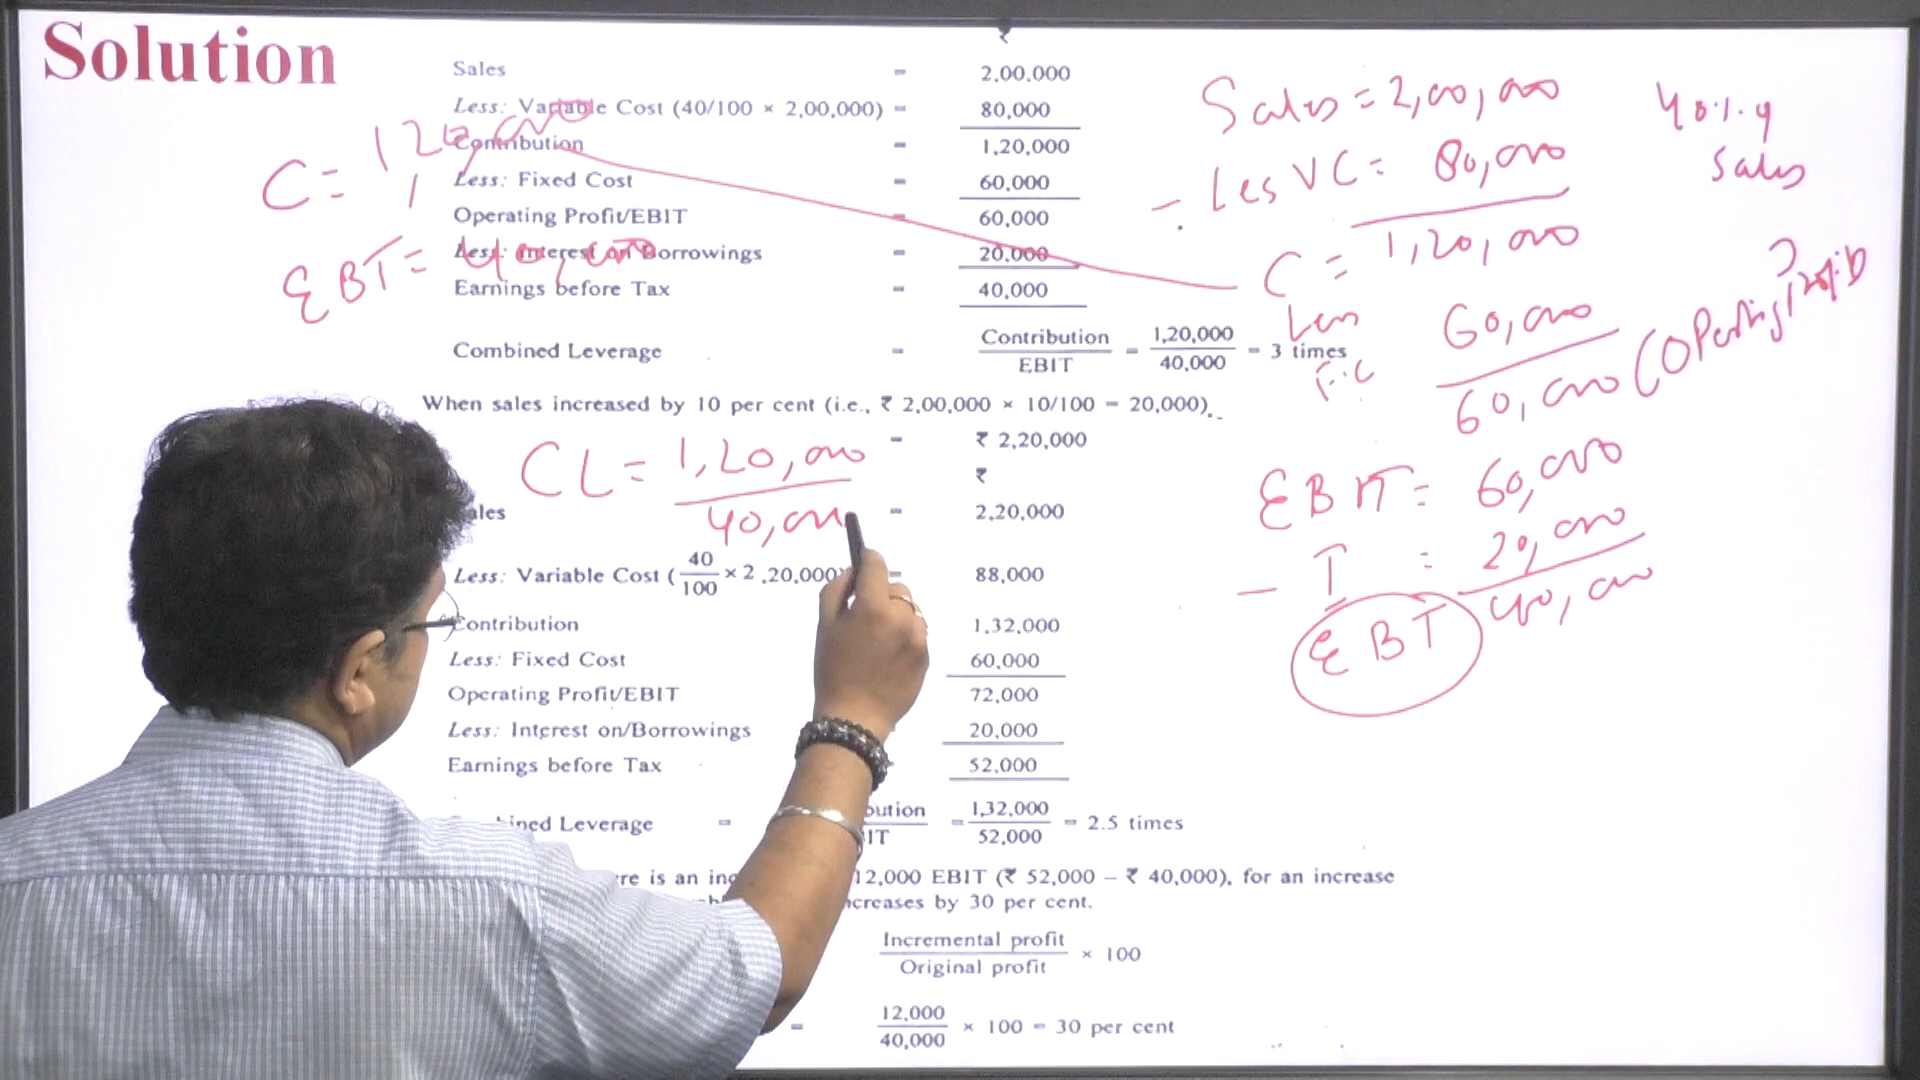 Solution
₹
Sales = 2,00,000
Less: Variable Cost (40/100 × 2,00,000) = 80,000
Contribution = 1,20,000
Less: Fixed Cost = 60,000
Operating Profit/EBIT = 60,000
Less: Interest on Borrowings = 20,000
Earnings before Tax = 40,000
Combined Leverage = Contribution/EBIT = 1,20,000/40,000 = 3 times
When sales increased by 10 per cent (i.e., ₹ 2,00,000 × 10/100 = 20,000).
= ₹ 2,20,000
₹
ales = 2,20,000
Less: Variable Cost (40/100 × 2,20,000) = 88,000
Contribution 1,32,000
Less: Fixed Cost 60,000
Operating Profit/EBIT 72,000
Less: Interest on/Borrowings 20,000
Earnings before Tax 52,000
bined Leverage = bution/IT = 1,32,000/52,000 = 2.5 times
re is an inc 12,000 EBIT (₹ 52,000 – ₹ 40,000), for an increase
creases by 30 per cent.
Incremental profit/Original profit × 100
= 12,000/40,000 × 100 = 30 per cent
C = 1,20,000
EBT = 40,000
CL = 1,20,000/40,000
Sales = 2,00,000
- Les VC = 80,000
C = 1,20,000
Less F.C 60,000
60,000 (Operating
EBIT = 60,000
- I = 20,000
EBT 40,000
40% of
Sales